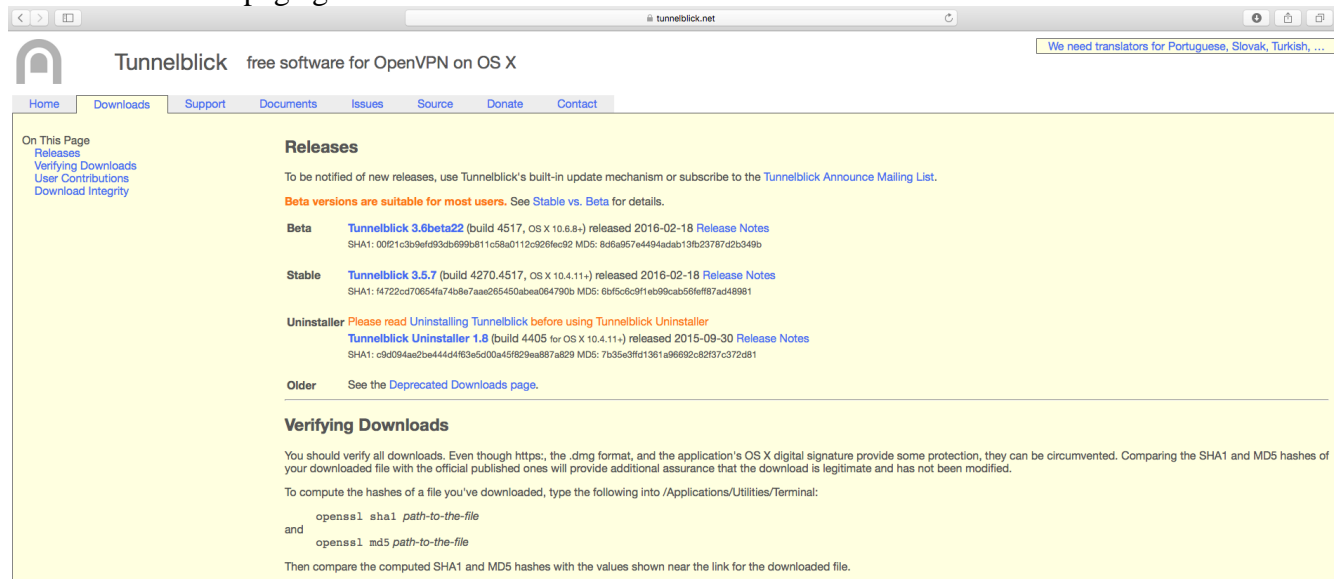 tunnelblick.net
Tunnelblick free software for OpenVPN on OS X
We need translators for Portuguese, Slovak, Turkish, ...
Home Downloads Support Documents Issues Source Donate Contact
On This Page
Releases
Verifying Downloads
User Contributions
Download Integrity
Releases
To be notified of new releases, use Tunnelblick's built-in update mechanism or subscribe to the Tunnelblick Announce Mailing List.
Beta versions are suitable for most users. See Stable vs. Beta for details.
Beta Tunnelblick 3.6beta22 (build 4517, OS X 10.6.8+) released 2016-02-18 Release Notes
SHA1: 00f21c3b9efd93db699b811c58a0112c926fec92 MD5: 8d6a957e4494adab13fb23787d2b349b
Stable Tunnelblick 3.5.7 (build 4270.4517, OS X 10.4.11+) released 2016-02-18 Release Notes
SHA1: f4722cd70654fa74b8e7aae265450abea064790b MD5: 6bf5c6c9f1eb99cab56feff87ad48981
Uninstaller Please read Uninstalling Tunnelblick before using Tunnelblick Uninstaller
Tunnelblick Uninstaller 1.8 (build 4405 for OS X 10.4.11+) released 2015-09-30 Release Notes
SHA1: c9d094ae2be444d4f63e5d00a45f829ea887a829 MD5: 7b35e3ffd1361a96692c82f37c372d81
Older See the Deprecated Downloads page.
Verifying Downloads
You should verify all downloads. Even though https:, the .dmg format, and the application's OS X digital signature provide some protection, they can be circumvented. Comparing the SHA1 and MD5 hashes of
your downloaded file with the official published ones will provide additional assurance that the download is legitimate and has not been modified.
To compute the hashes of a file you've downloaded, type the following into /Applications/Utilities/Terminal:
openssl sha1 path-to-the-file
and
openssl md5 path-to-the-file
Then compare the computed SHA1 and MD5 hashes with the values shown near the link for the downloaded file.